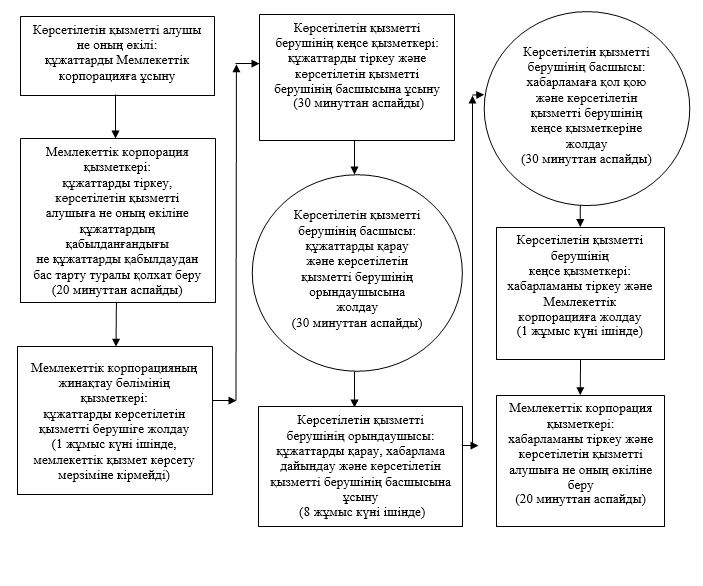 Көрсетілетін қызметті алушы
не оның өкілі:
құжаттарды Мемлекеттік
корпорацияға ұсыну
Мемлекеттік корпорация
қызметкері:
құжаттарды тіркеу,
көрсетілетін қызметті
алушыға не оның өкіліне
құжаттардың
қабылданғандығы
не құжаттарды қабылдаудан
бас тарту туралы қолхат беру
(20 минуттан аспайды)
Мемлекеттік корпорацияның
жинақтау бөлімінің
қызметкері:
құжаттарды көрсетілетін
қызметті берушіге жолдау
(1 жұмыс күні ішінде,
мемлекеттік қызмет көрсету
мерзіміне кірмейді)
Көрсетілетін қызметті
берушінің кеңсе қызметкері:
құжаттарды тіркеу және
көрсетілетін қызметті
берушінің басшысына ұсыну
(30 минуттан аспайды)
Көрсетілетін қызметті
берушінің басшысы:
құжаттарды қарау
және көрсетілетін
қызметті берушінің
орындаушысына
жолдау
(30 минуттан аспайды)
Көрсетілетін қызметті
берушінің орындаушысы:
құжаттарды қарау, хабарлама
дайындау және көрсетілетін
қызметті берушінің басшысына
ұсыну
(8 жұмыс күні ішінде)
Көрсетілетін қызметті
берушінің басшысы:
хабарламаға қол қою
және көрсетілетін
қызметті берушінің
кеңсе қызметкеріне
жолдау
(30 минуттан аспайды)
Көрсетілетін қызметті
берушінің
кеңсе қызметкері:
хабарламаны тіркеу және
Мемлекеттік
корпорацияға жолдау
(1 жұмыс күні ішінде)
Мемлекеттік корпорация
қызметкері:
хабарламаны тіркеу және
көрсетілетін қызметті
алушыға не оның өкіліне
беру
(20 минуттан аспайды)